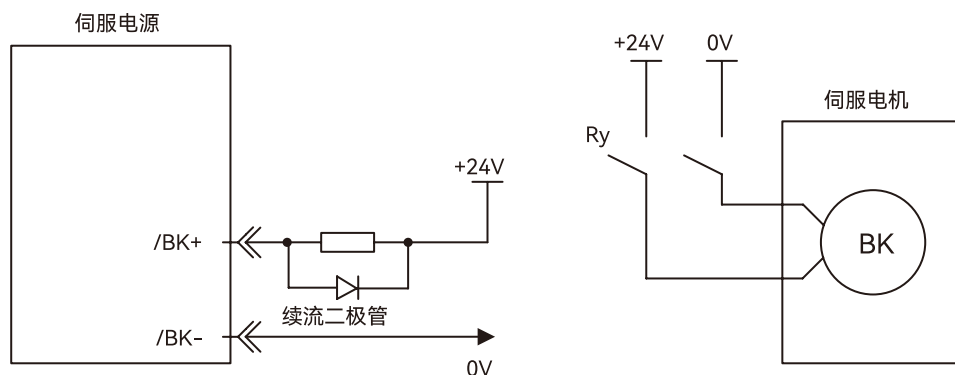 伺服电源
+24V
/BK+
续流二极管
/BK-
0V
+24V
0V
Ry
伺服电机
BK